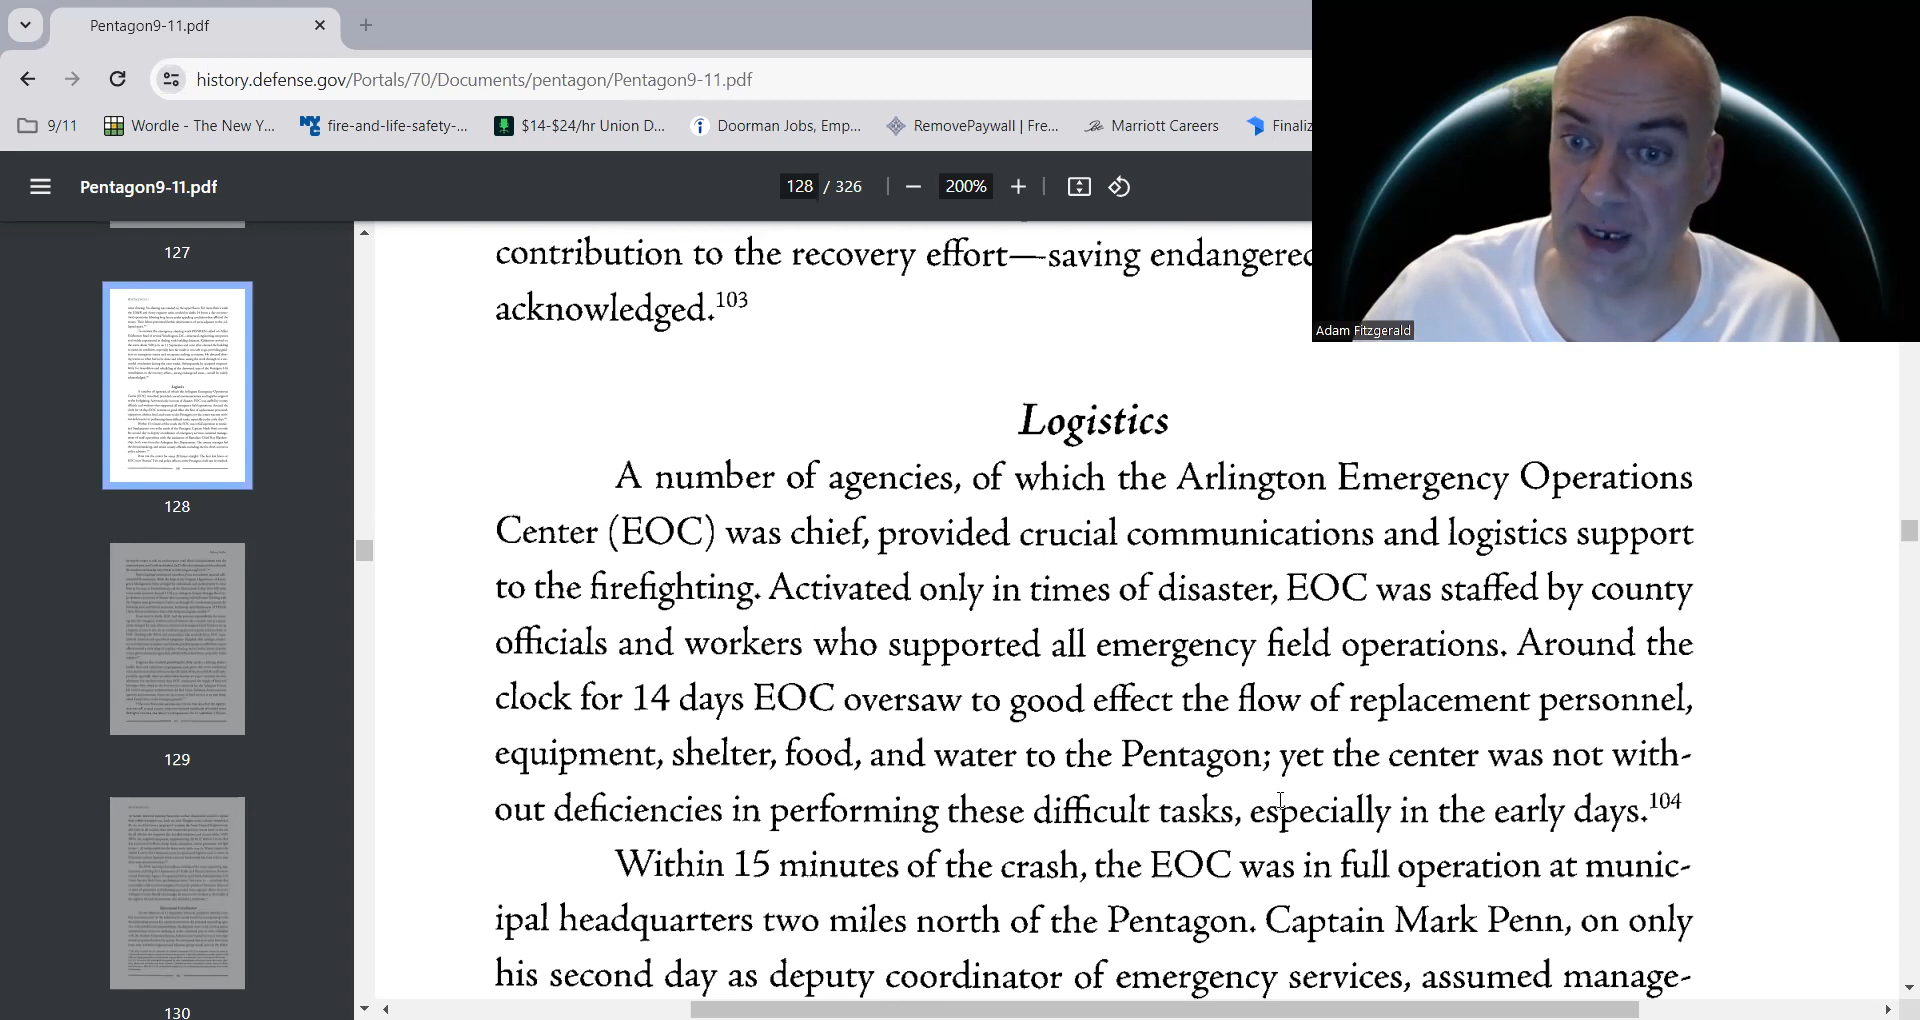 Pentagon9-11.pdf
history.defense.gov/Portals/70/Documents/pentagon/Pentagon9-11.pdf
9/11
Wordle - The New Y...
fire-and-life-safety-...
$14-$24/hr Union D...
Doorman Jobs, Emp...
RemovePaywall | Fre...
Marriott Careers
Finaliz
Pentagon9-11.pdf
128 / 326
200%
127
128
129
130
contribution to the recovery effort—saving endangered
acknowledged.103
Logistics
A number of agencies, of which the Arlington Emergency Operations
Center (EOC) was chief, provided crucial communications and logistics support
to the firefighting. Activated only in times of disaster, EOC was staffed by county
officials and workers who supported all emergency field operations. Around the
clock for 14 days EOC oversaw to good effect the flow of replacement personnel,
equipment, shelter, food, and water to the Pentagon; yet the center was not with-
out deficiencies in performing these difficult tasks, especially in the early days.104
Within 15 minutes of the crash, the EOC was in full operation at munic-
ipal headquarters two miles north of the Pentagon. Captain Mark Penn, on only
his second day as deputy coordinator of emergency services, assumed manage-
Adam Fitzgerald